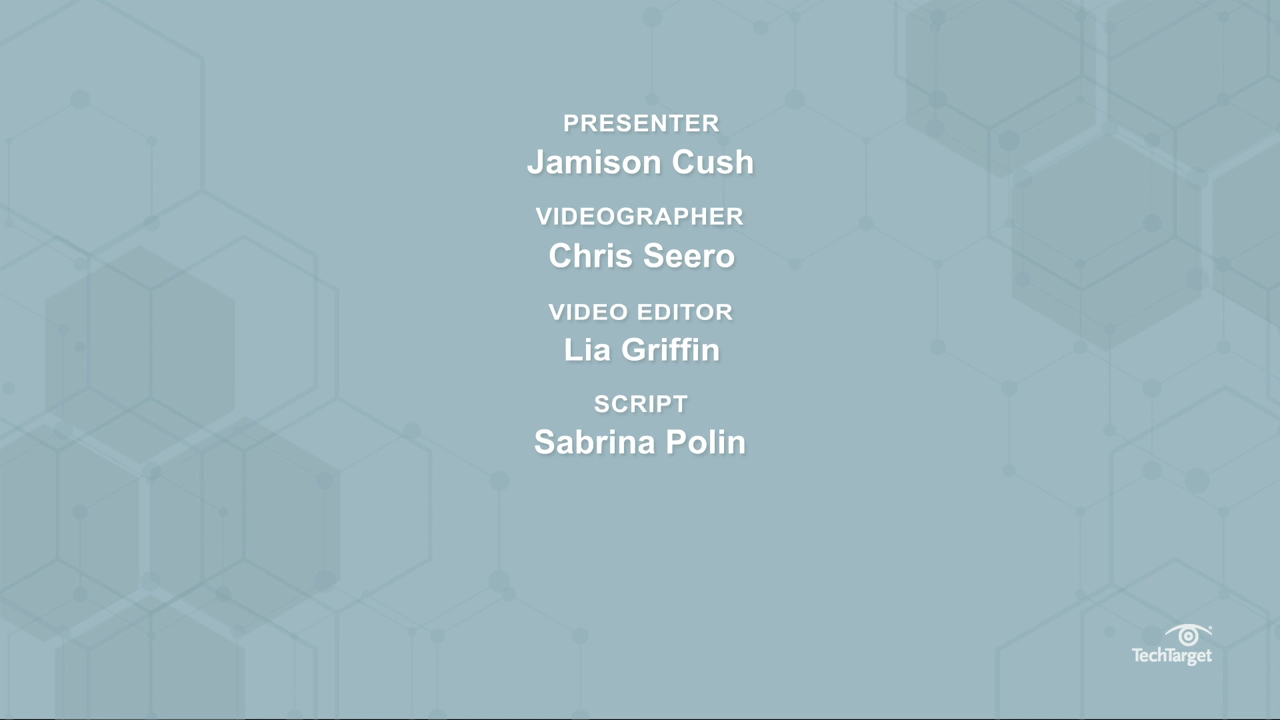 PRESENTER
Jamison Cush
VIDEOGRAPHER
Chris Seero
VIDEO EDITOR
Lia Griffin
SCRIPT
Sabrina Polin
TechTarget